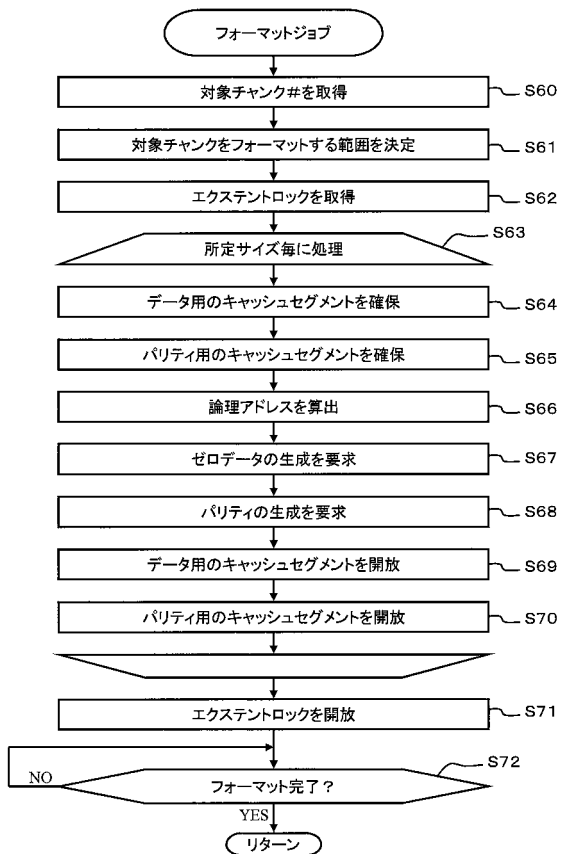 フォーマットジョブ
対象チャンク#を取得
S60
対象チャンクをフォーマットする範囲を決定
S61
エクステントロックを取得
S62
S63
所定サイズ毎に処理
データ用のキャッシュセグメントを確保
S64
パリティ用のキャッシュセグメントを確保
S65
論理アドレスを算出
S66
ゼロデータの生成を要求
S67
パリティの生成を要求
S68
データ用のキャッシュセグメントを開放
S69
パリティ用のキャッシュセグメントを開放
S70
エクステントロックを開放
S71
S72
NO
フォーマット完了?
YES
リターン